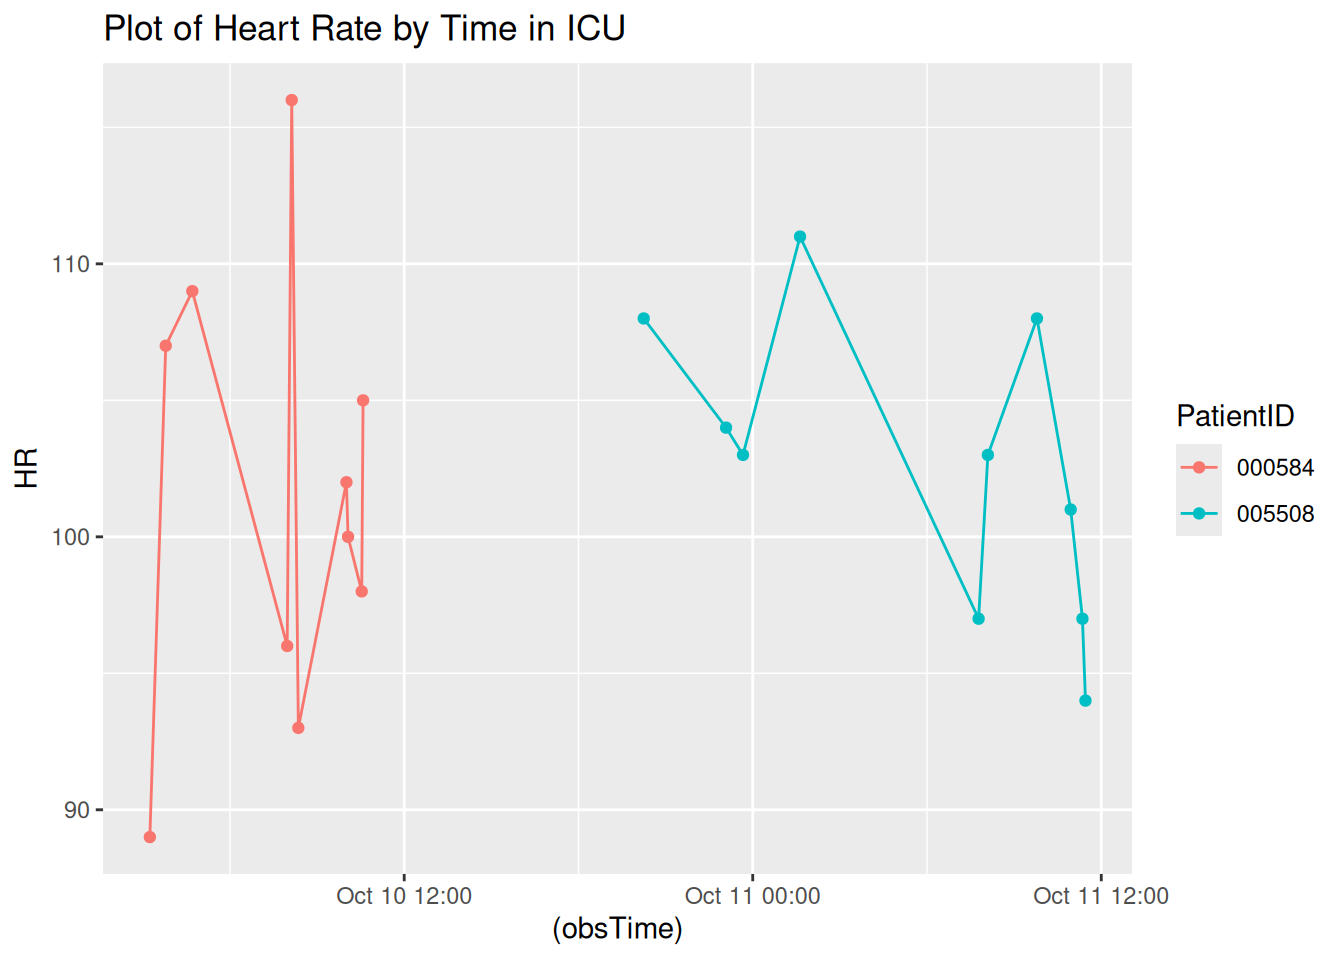 Plot of Heart Rate by Time in ICU
HR
110
100
90
Oct 10 12:00
Oct 11 00:00
Oct 11 12:00
(obsTime)
PatientID
000584
005508